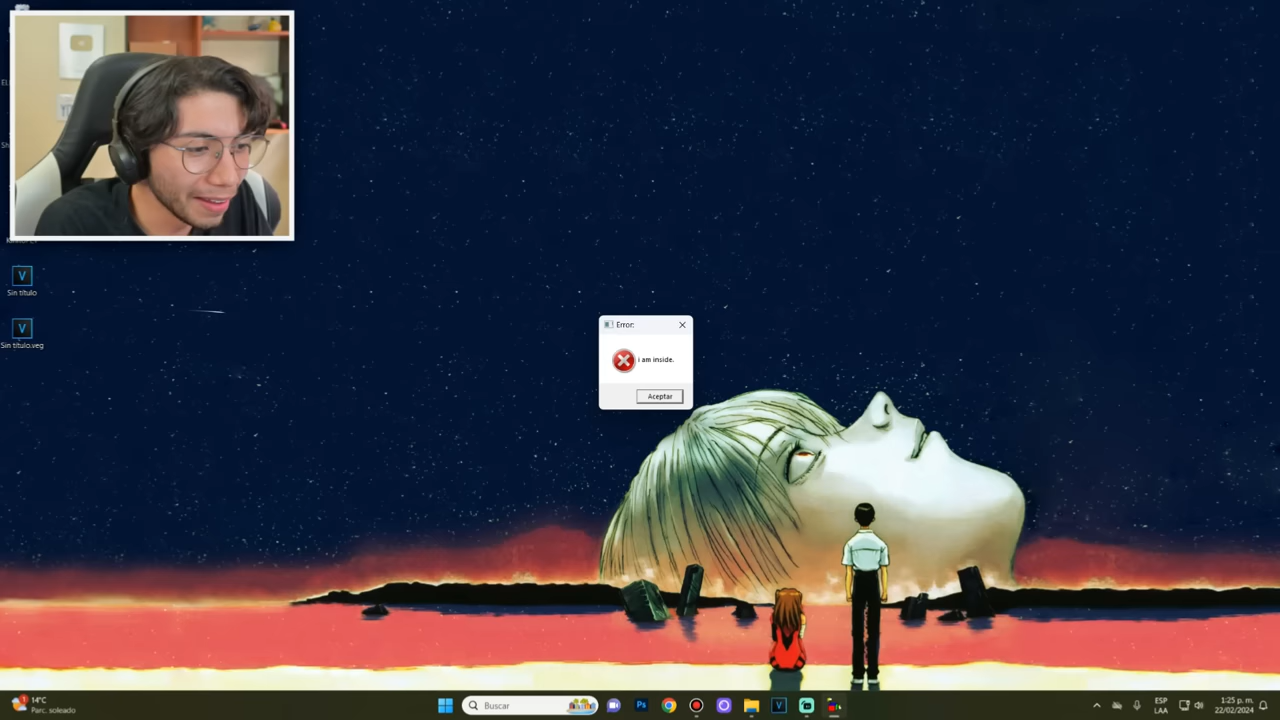 Sin título
Sin título.veg
Error:
i am inside.
Aceptar
14°C
Parc. soleado
Buscar
Ps
V
ESP
LAA
1:25 p. m.
22/02/2024